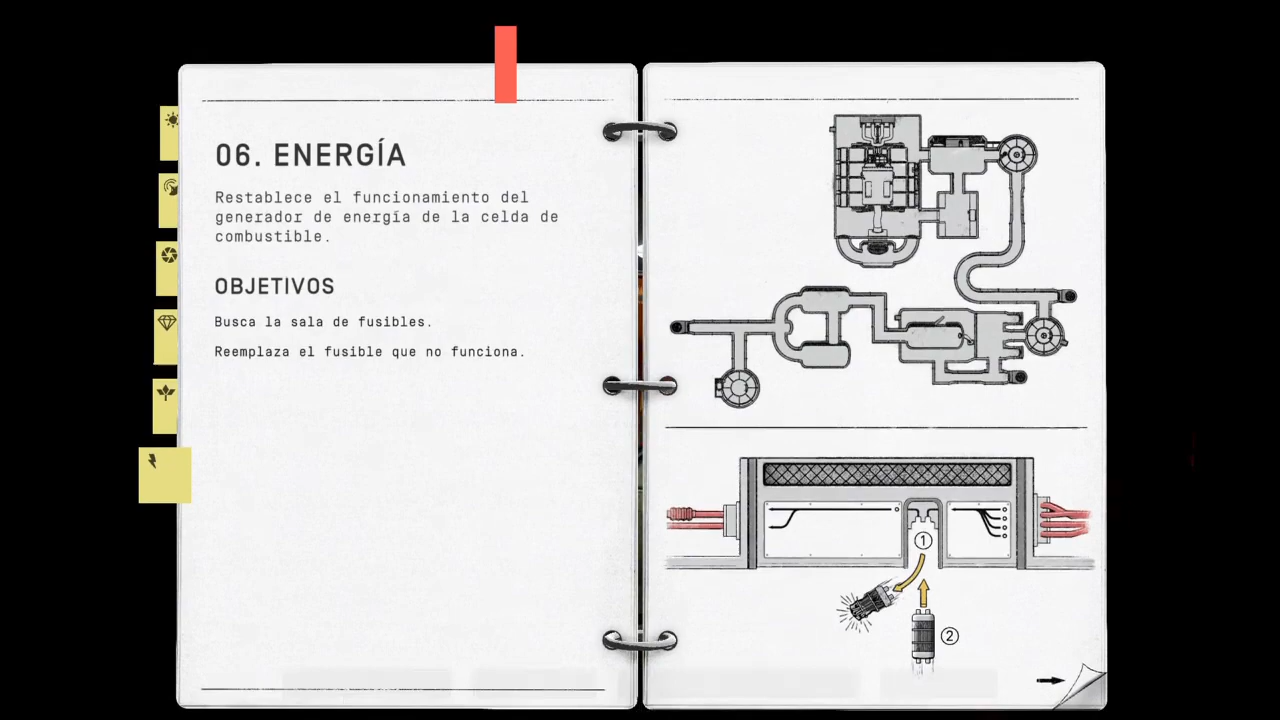 06. ENERGÍA
Restablece el funcionamiento del
generador de energía de la celda de
combustible.
OBJETIVOS
Busca la sala de fusibles.
Reemplaza el fusible que no funciona.
1
2